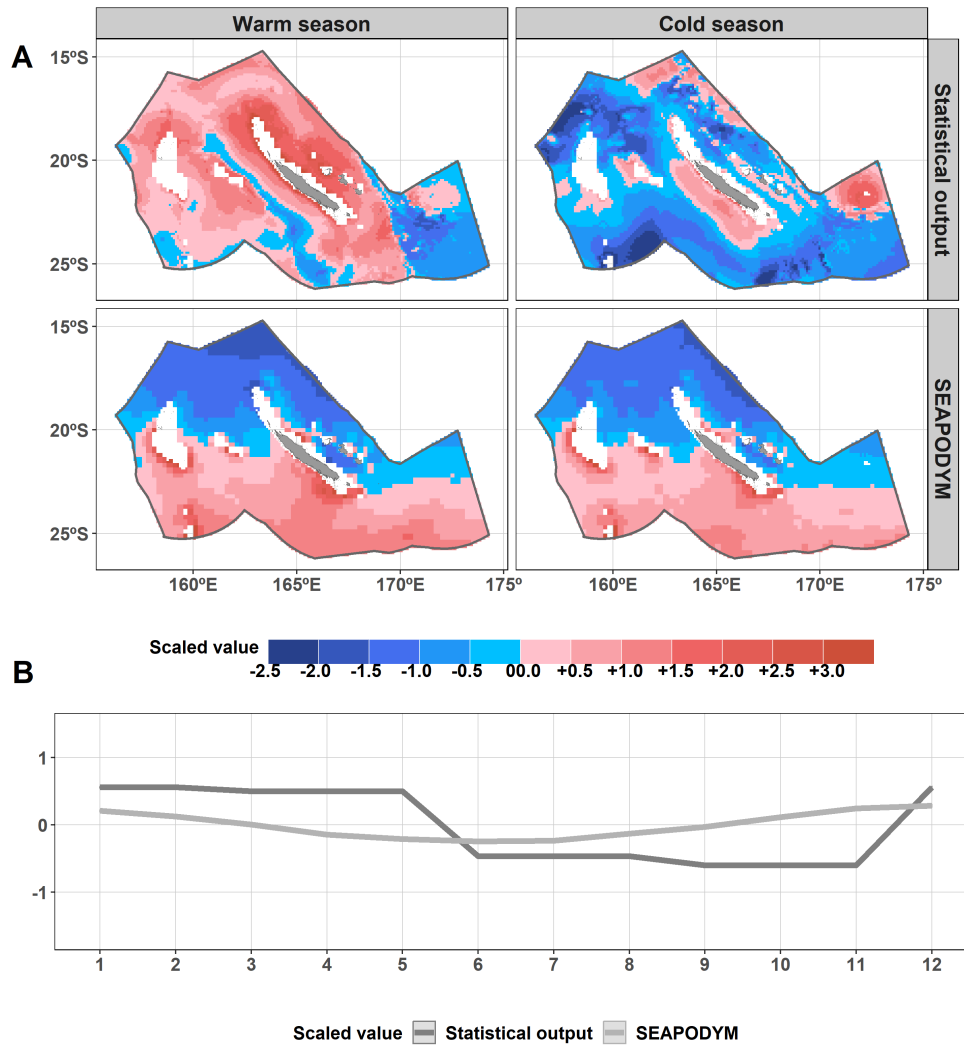 Warm season
Cold season
A
15ºS
20ºS
25ºS
Statistical output
15ºS
20ºS
25ºS
SEAPODYM
160ºE 165ºE 170ºE 175º 160ºE 165ºE 170ºE 175º
Scaled value
-2.5 -2.0 -1.5 -1.0 -0.5 00.0 +0.5 +1.0 +1.5 +2.0 +2.5 +3.0
B
1
0
-1
1 2 3 4 5 6 7 8 9 10 11 12
Scaled value Statistical output SEAPODYM